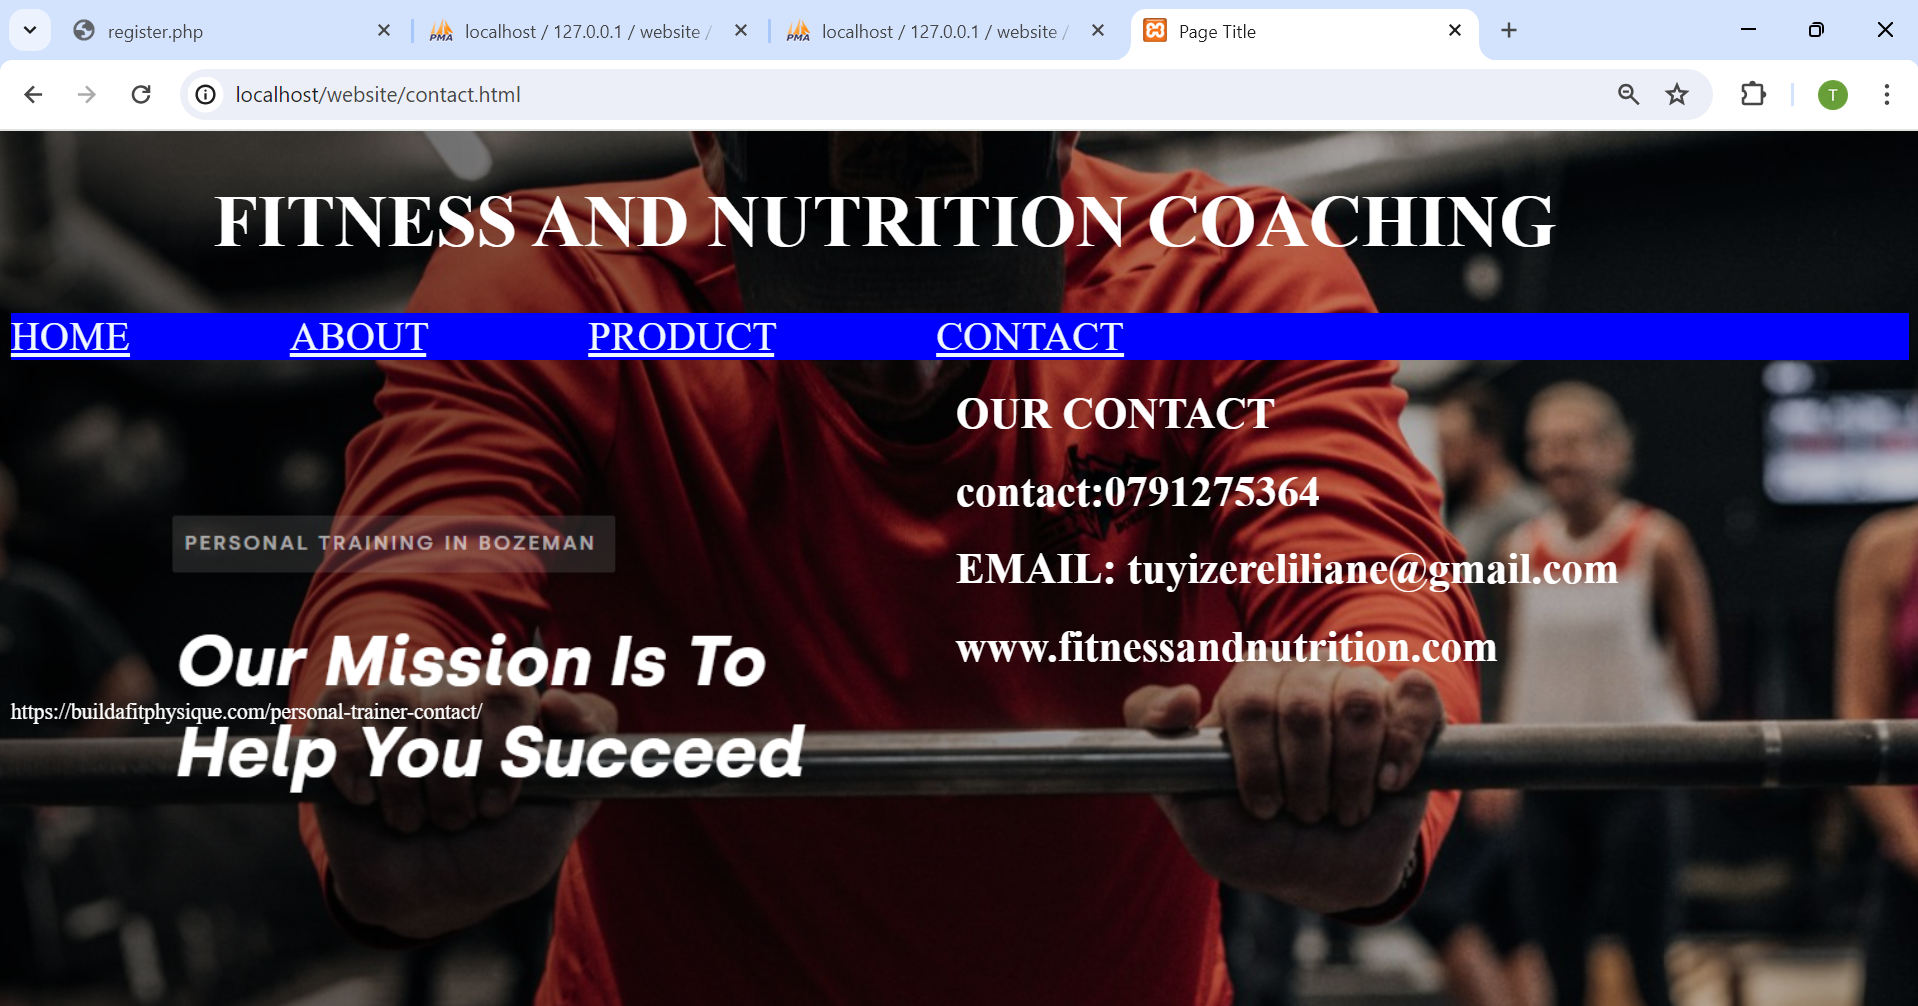 register.php
localhost / 127.0.0.1 / website /
localhost / 127.0.0.1 / website /
Page Title
localhost/website/contact.html
T
FITNESS AND NUTRITION COACHING
HOME ABOUT PRODUCT CONTACT
OUR CONTACT
contact:0791275364
EMAIL: tuyizereliliane@gmail.com
www.fitnessandnutrition.com
PERSONAL TRAINING IN BOZEMAN
Our Mission Is To
https://buildafitphysique.com/personal-trainer-contact/
Help You Succeed